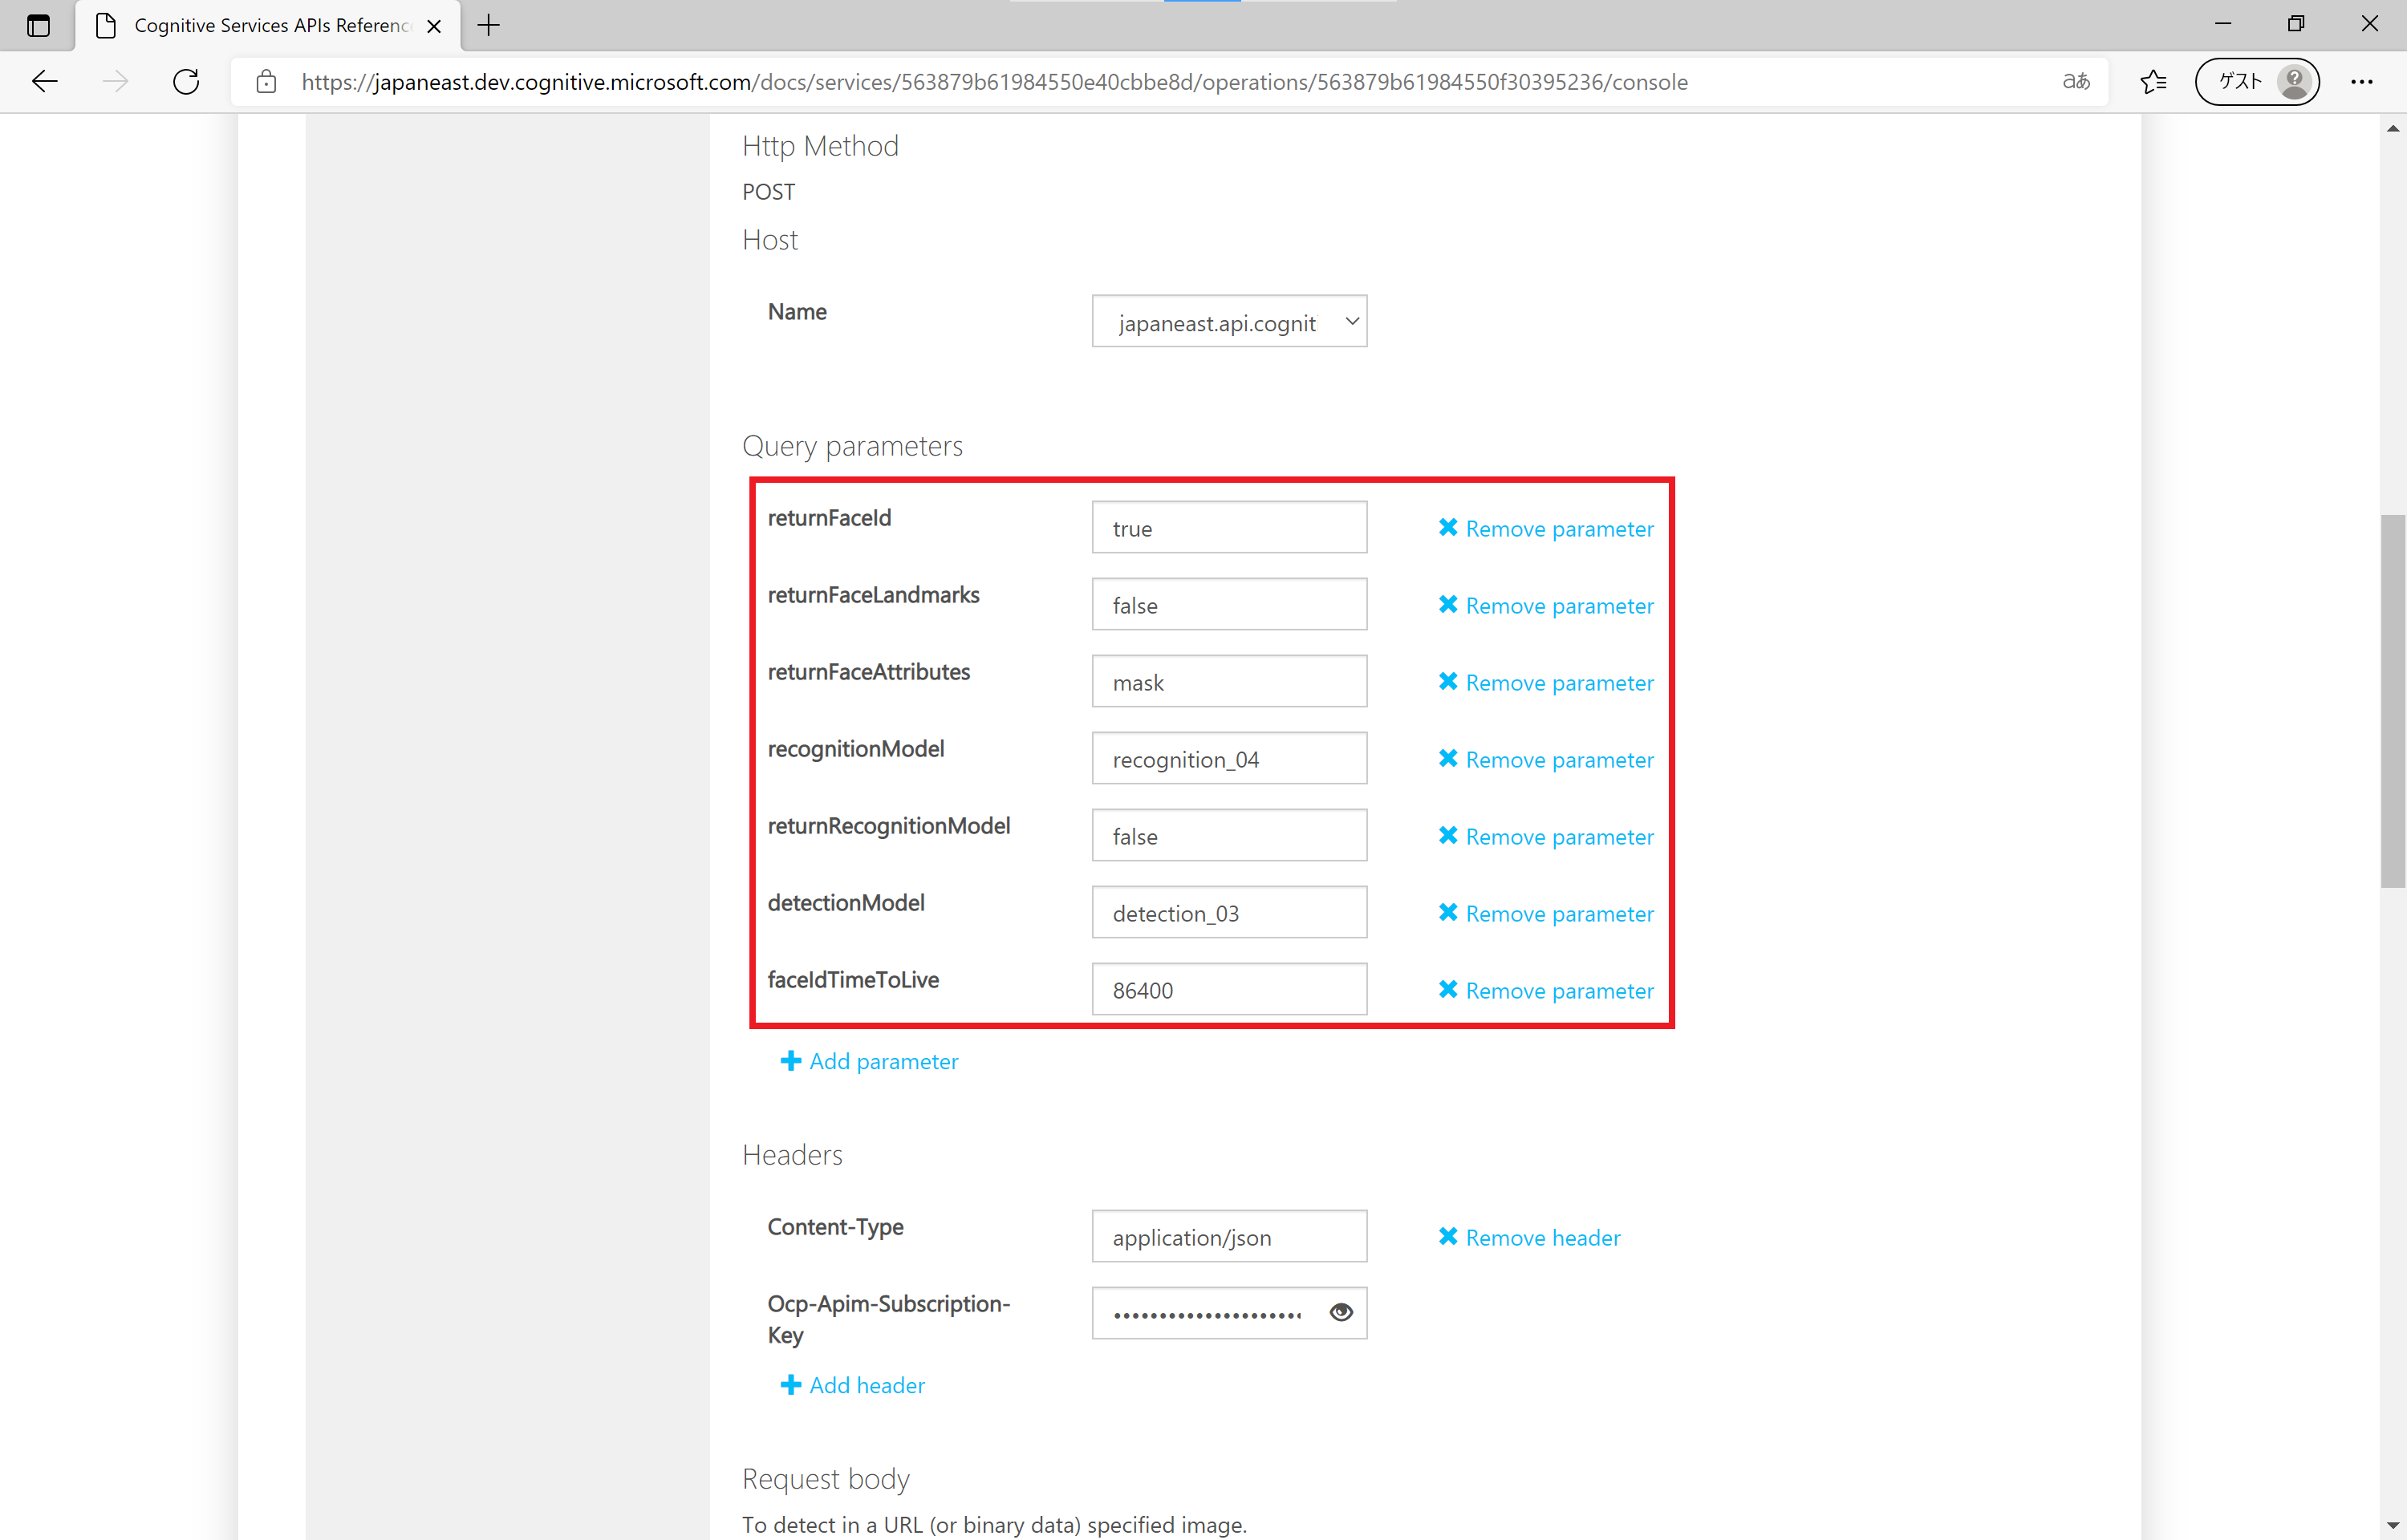 Cognitive Services APIs Referenc
https://japaneast.dev.cognitive.microsoft.com/docs/services/563879b61984550e40cbbe8d/operations/563879b61984550f30395236/console
aあ
ゲスト
Http Method
POST
Host
Name
japaneast.api.cognit
Query parameters
returnFaceId true Remove parameter
returnFaceLandmarks false Remove parameter
returnFaceAttributes mask Remove parameter
recognitionModel recognition_04 Remove parameter
returnRecognitionModel false Remove parameter
detectionModel detection_03 Remove parameter
faceIdTimeToLive 86400 Remove parameter
Add parameter
Headers
Content-Type application/json Remove header
Ocp-Apim-Subscription-
Key
Add header
Request body
To detect in a URL (or binary data) specified image.